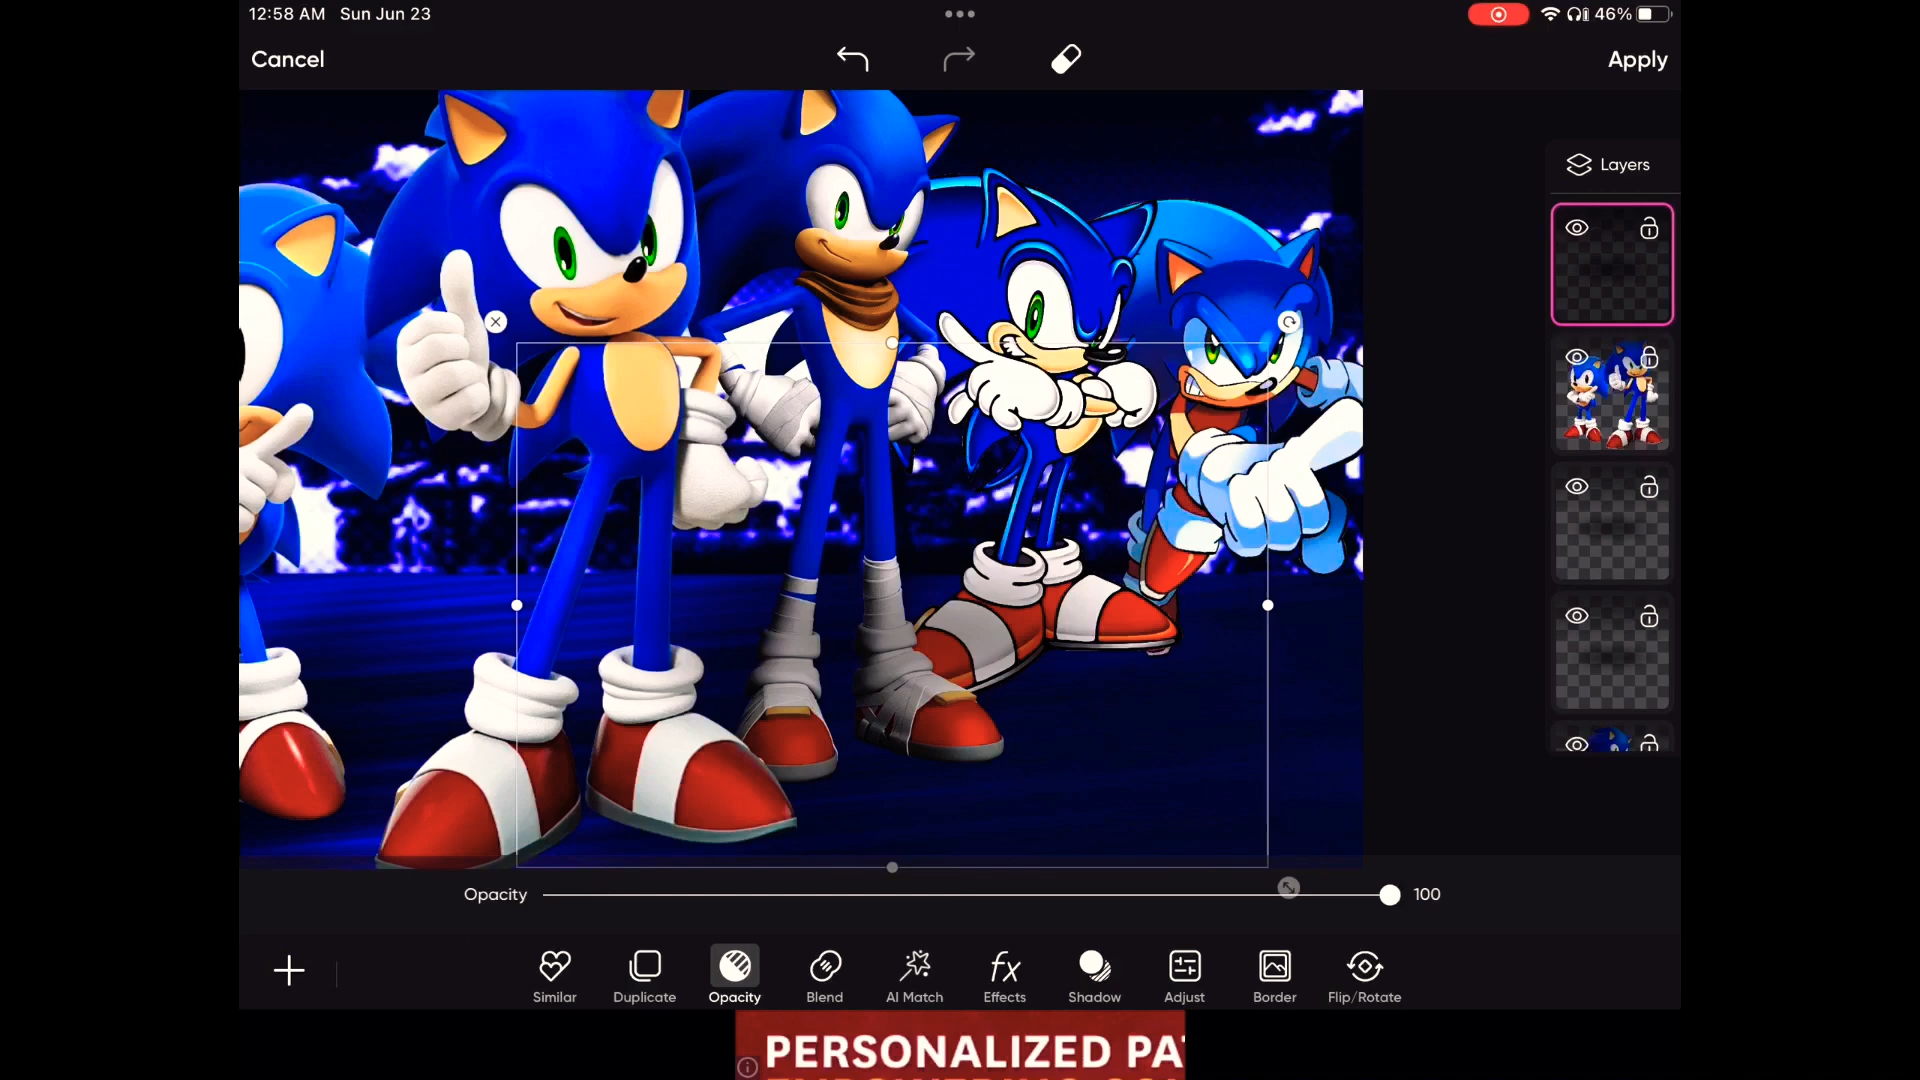 12:58 AM Sun Jun 23
46%
Cancel
Apply
Layers
Opacity
100
Similar
Duplicate
Opacity
Blend
AI Match
Effects
Shadow
Adjust
Border
Flip/Rotate
PERSONALIZED